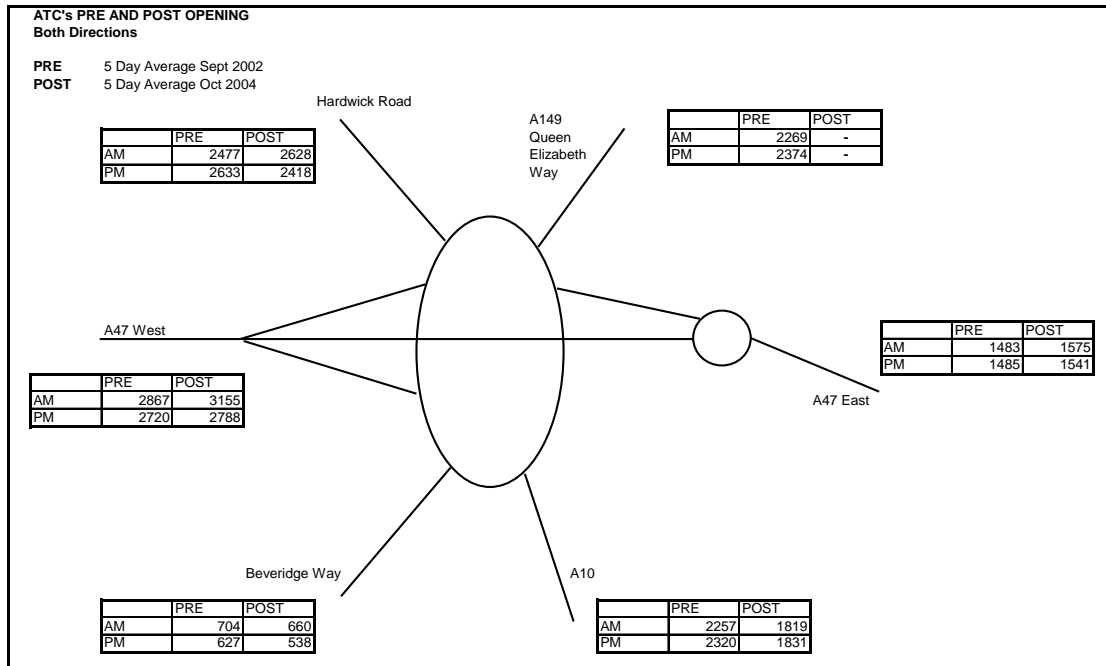 ATC's PRE AND POST OPENING
Both Directions
PRE 5 Day Average Sept 2002
POST 5 Day Average Oct 2004
Hardwick Road
PRE POST
AM 2477 2628
PM 2633 2418
A149
Queen
Elizabeth
Way
PRE POST
AM 2269 -
PM 2374 -
A47 West
PRE POST
AM 2867 3155
PM 2720 2788
PRE POST
AM 1483 1575
PM 1485 1541
A47 East
Beveridge Way
PRE POST
AM 704 660
PM 627 538
A10
PRE POST
AM 2257 1819
PM 2320 1831